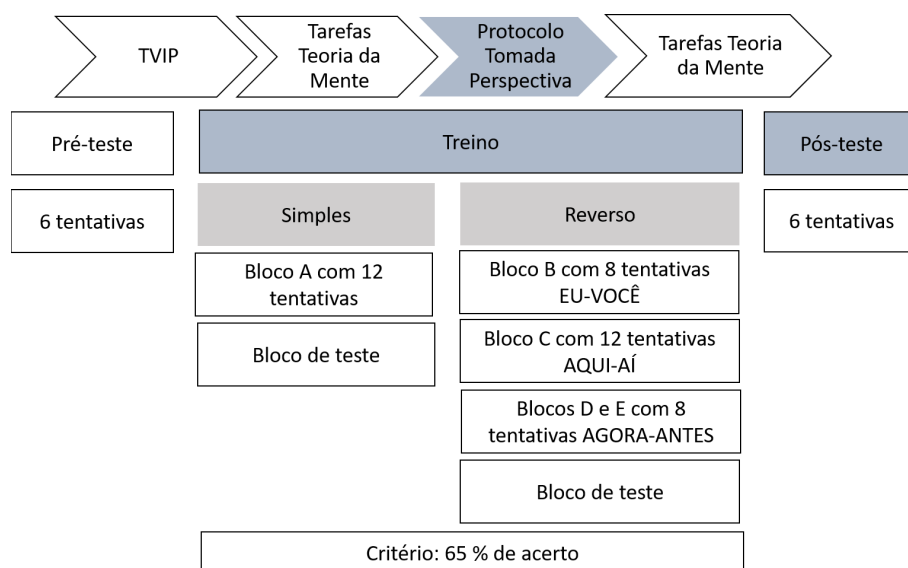 TVIP
Tarefas
Teoria da
Mente
Protocolo
Tomada
Perspectiva
Tarefas Teoria
da Mente
Pré-teste
Treino
Pós-teste
6 tentativas
Simples
Reverso
6 tentativas
Bloco A com 12
tentativas
Bloco B com 8 tentativas
EU-VOCÊ
Bloco de teste
Bloco C com 12 tentativas
AQUI-AÍ
Blocos D e E com 8
tentativas AGORA-ANTES
Bloco de teste
Critério: 65 % de acerto